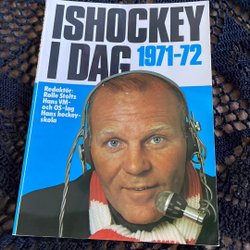 ISHOCKEY
I DAG 1971-72
Redaktör:
Rolle Stoltz
Hans VM-
och OS-lag
Hans hockey-
skola